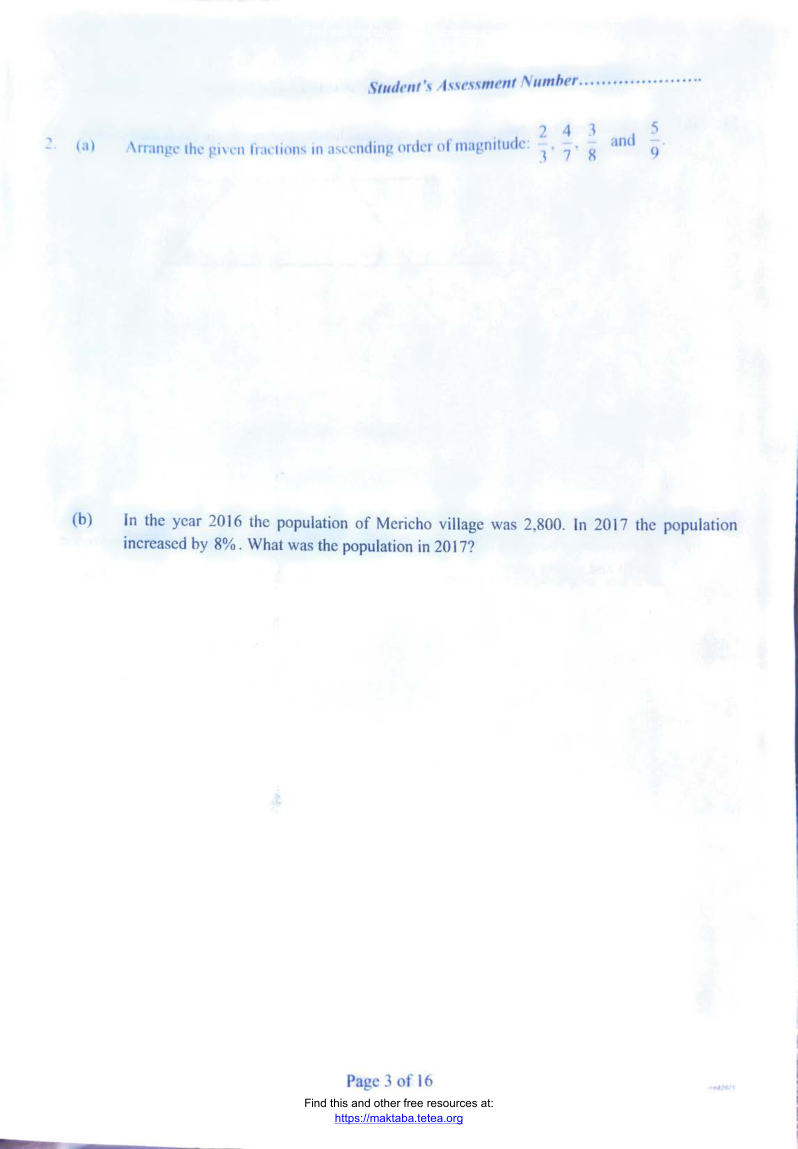 Student's Assessment Number......................
2. (a) Arrange the given fractions in ascending order of magnitude: 2/3, 4/7, 3/8 and 5/9.
(b) In the year 2016 the population of Mericho village was 2,800. In 2017 the population
increased by 8%. What was the population in 2017?
Page 3 of 16
Find this and other free resources at:
https://maktaba.tetea.org